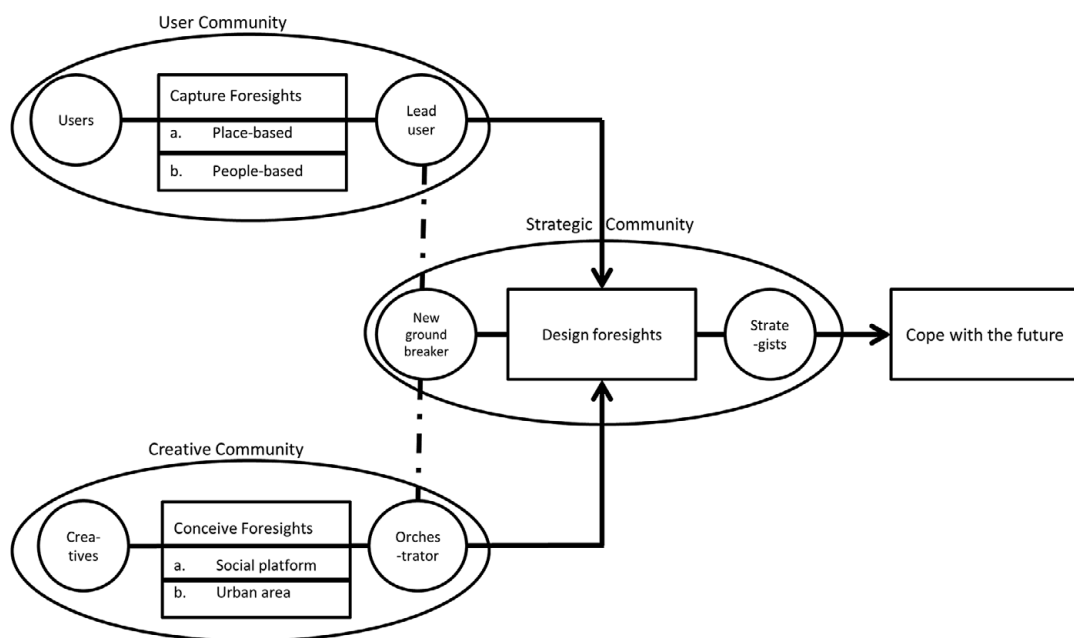 User Community
Users
Capture Foresights
a. Place-based
b. People-based
Lead
user
Strategic Community
New
ground
breaker
Design foresights
Strate
-gists
Cope with the future
Creative Community
Crea-
tives
Conceive Foresights
a. Social platform
b. Urban area
Orches
-trator